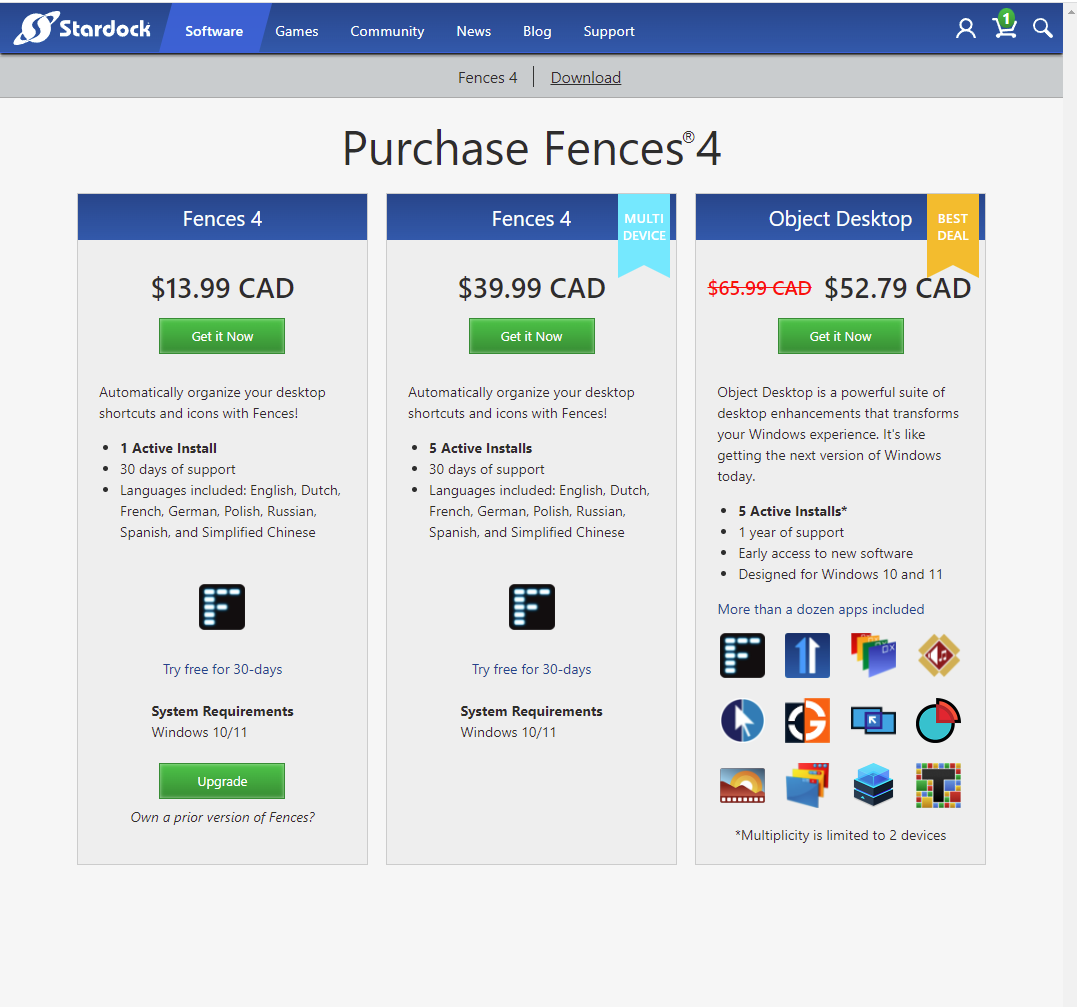 Stardock
Software
Games
Community
News
Blog
Support
1
Fences 4
Download
Purchase Fences®4
Fences 4
$13.99 CAD
Get it Now
Automatically organize your desktop
shortcuts and icons with Fences!
• 1 Active Install
• 30 days of support
• Languages included: English, Dutch,
French, German, Polish, Russian,
Spanish, and Simplified Chinese
F
Try free for 30-days
System Requirements
Windows 10/11
Upgrade
Own a prior version of Fences?
Fences 4
MULTI
DEVICE
$39.99 CAD
Get it Now
Automatically organize your desktop
shortcuts and icons with Fences!
• 5 Active Installs
• 30 days of support
• Languages included: English, Dutch,
French, German, Polish, Russian,
Spanish, and Simplified Chinese
F
Try free for 30-days
System Requirements
Windows 10/11
Object Desktop
BEST
DEAL
$65.99 CAD $52.79 CAD
Get it Now
Object Desktop is a powerful suite of
desktop enhancements that transforms
your Windows experience. It's like
getting the next version of Windows
today.
• 5 Active Installs*
• 1 year of support
• Early access to new software
• Designed for Windows 10 and 11
More than a dozen apps included
F
DX
G
T
*Multiplicity is limited to 2 devices